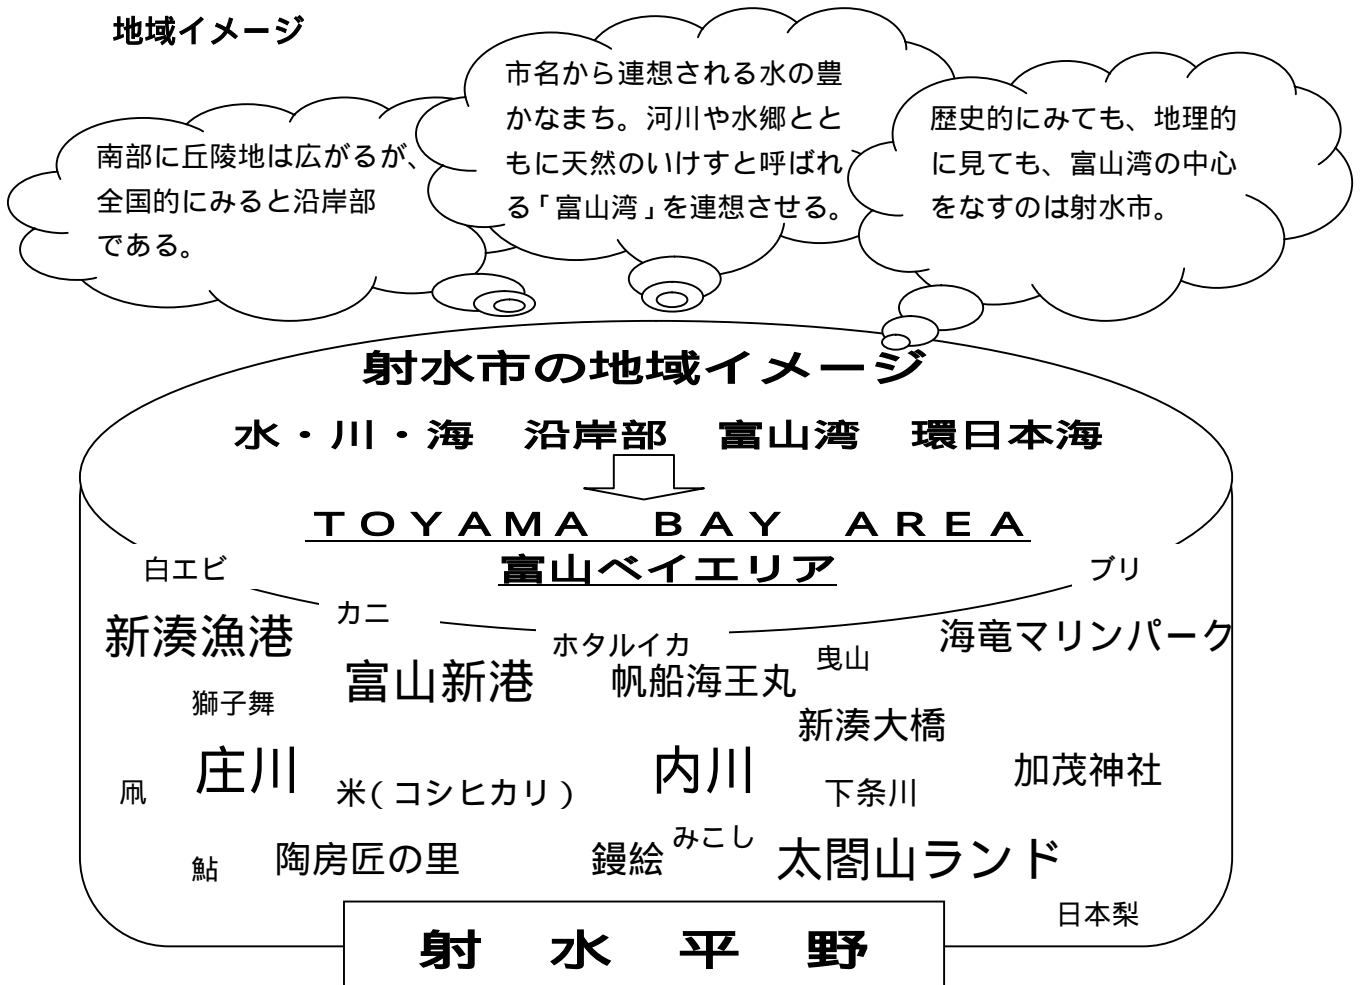 地域イメージ
南部に丘陵地は広がるが、
全国的にみると沿岸部
である。
市名から連想される水の豊
かなまち。河川や水郷とと
もに天然のいけすと呼ばれ
る「富山湾」を連想させる。
歴史的にみても、地理的
に見ても、富山湾の中心
をなすのは射水市。
射水市の地域イメージ
水・川・海　沿岸部　富山湾　環日本海
ＴＯＹＡＭＡ　ＢＡＹ　ＡＲＥＡ
富山ベイエリア
白エビ
ブリ
カニ
新湊漁港
ホタルイカ
海竜マリンパーク
曳山
富山新港
帆船海王丸
獅子舞
新湊大橋
庄川
内川
加茂神社
凧
米(コシヒカリ)
下条川
みこし
鮎
陶房匠の里
鏝絵
太閤山ランド
日本梨
射　水　平　野